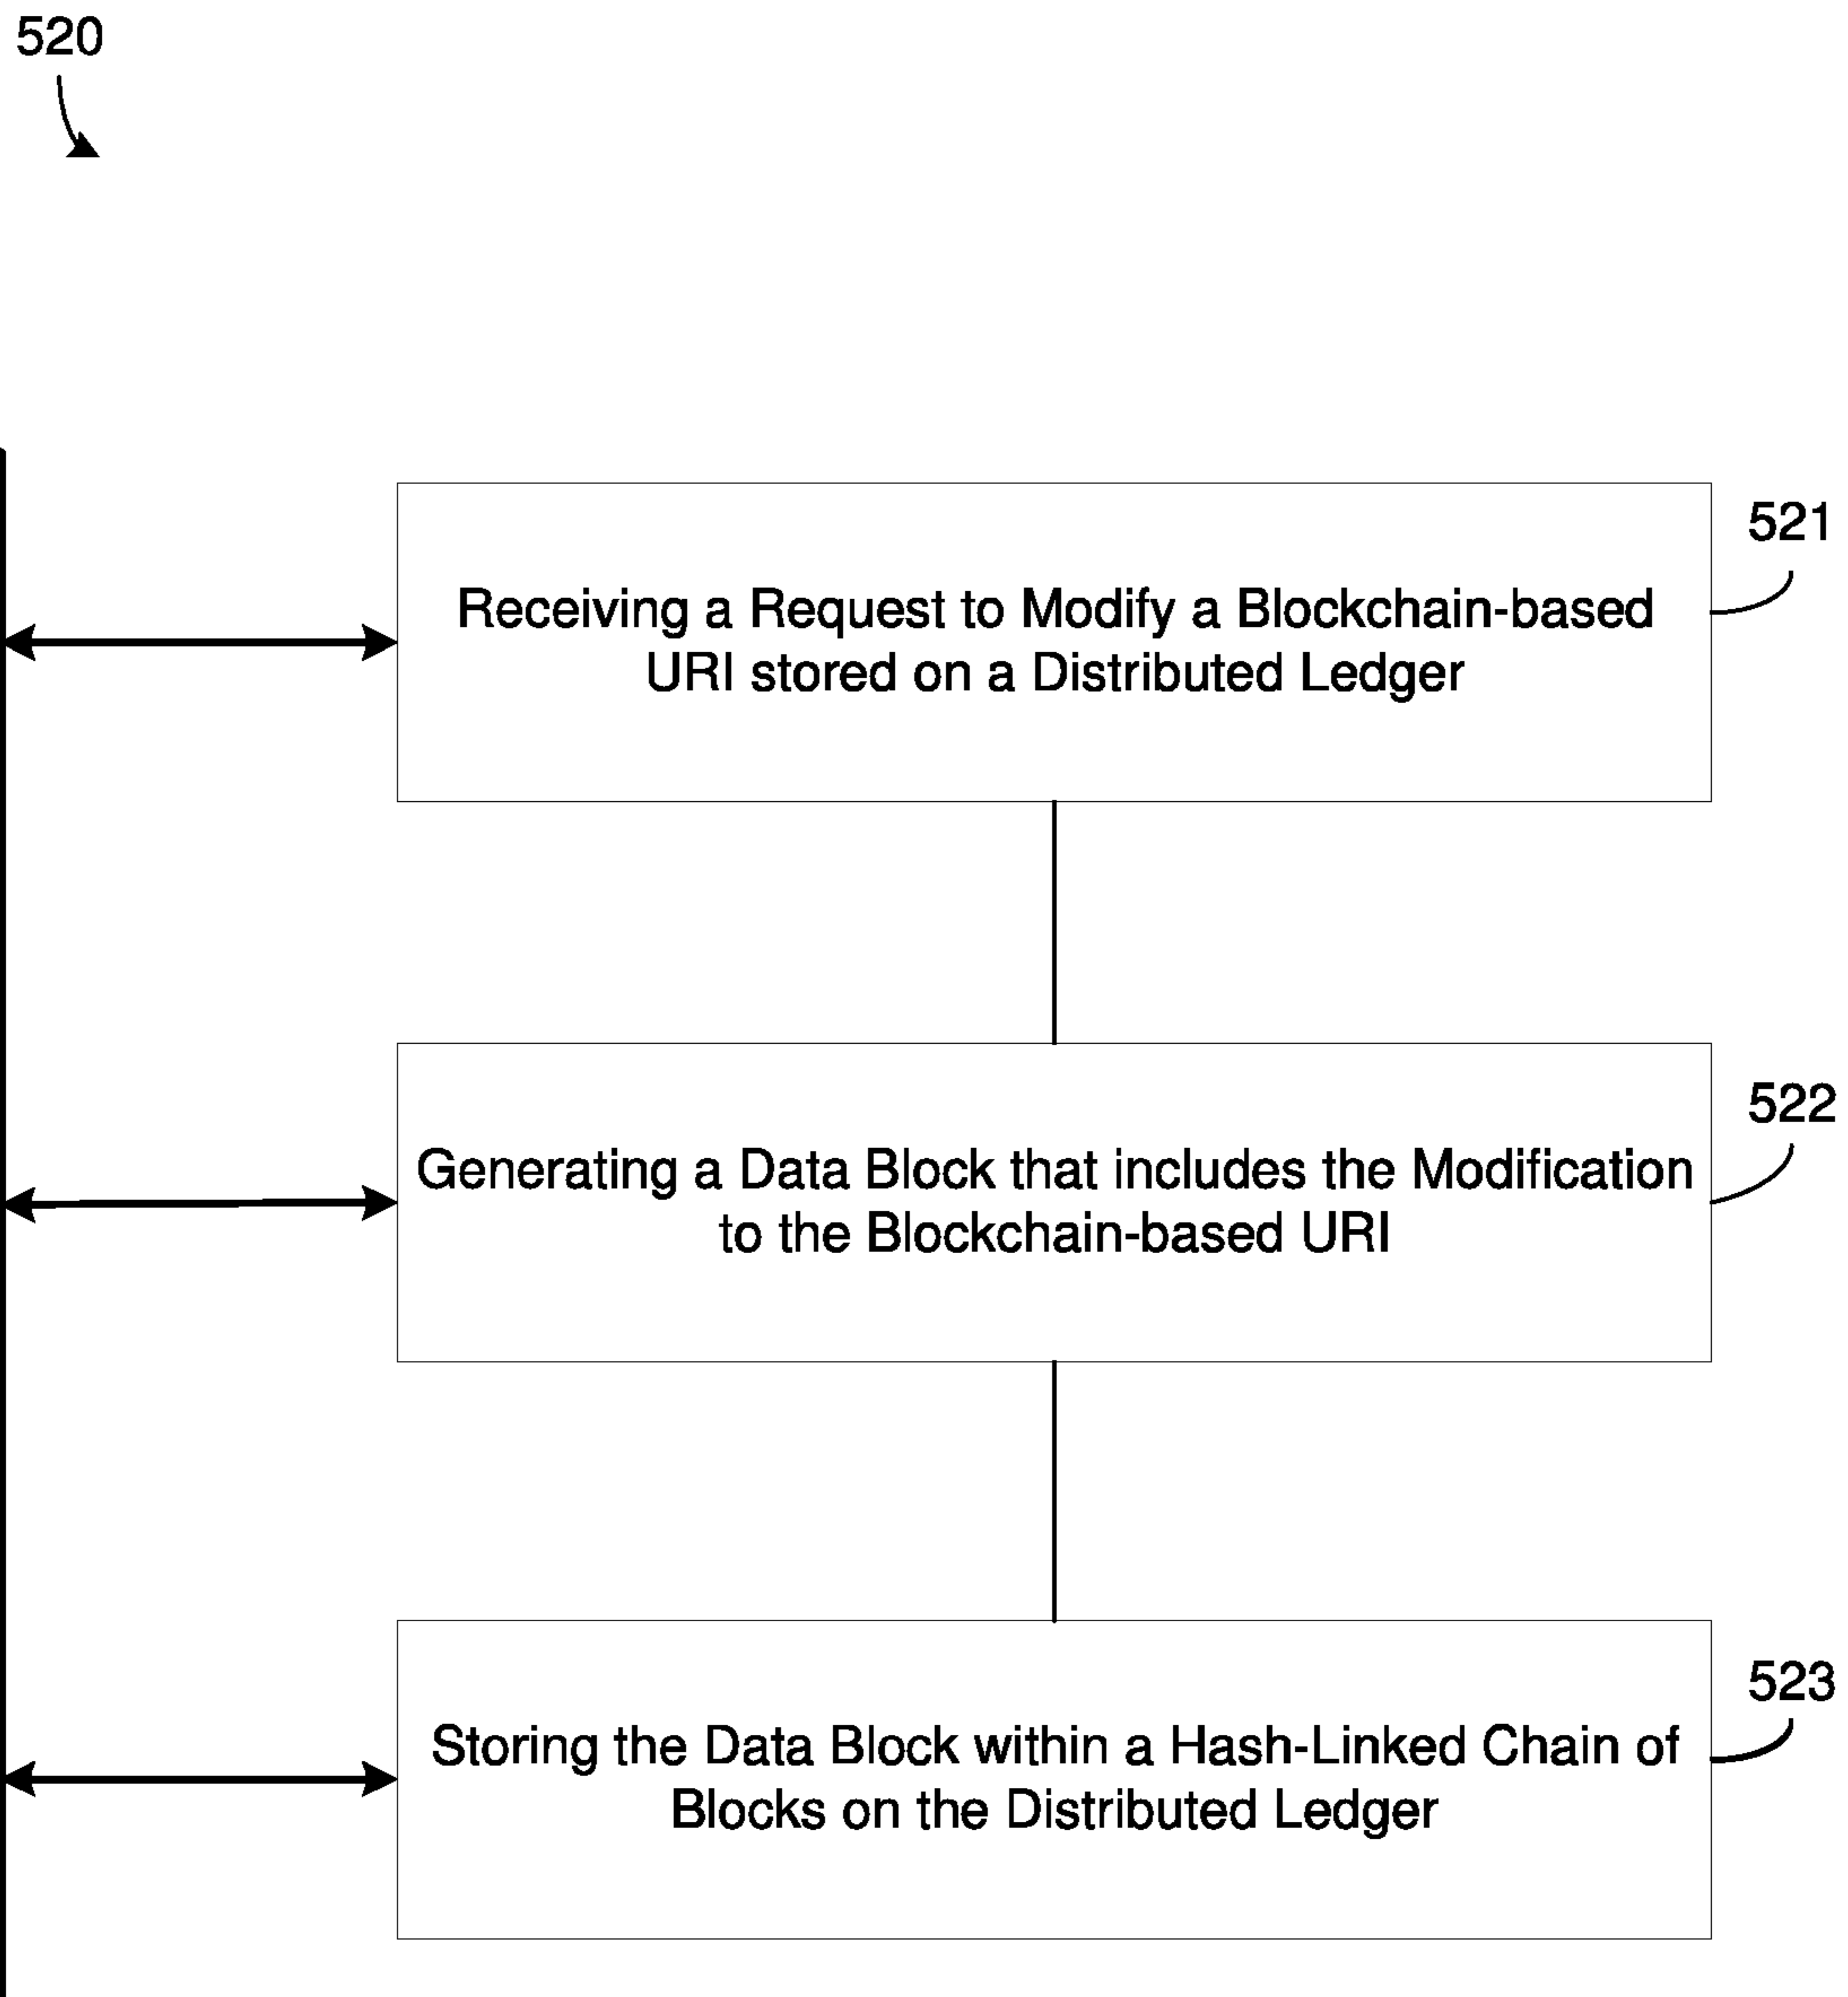 520
521
Receiving a Request to Modify a Blockchain-based
URI stored on a Distributed Ledger
522
Generating a Data Block that includes the Modification
to the Blockchain-based URI
523
Storing the Data Block within a Hash-Linked Chain of
Blocks on the Distributed Ledger